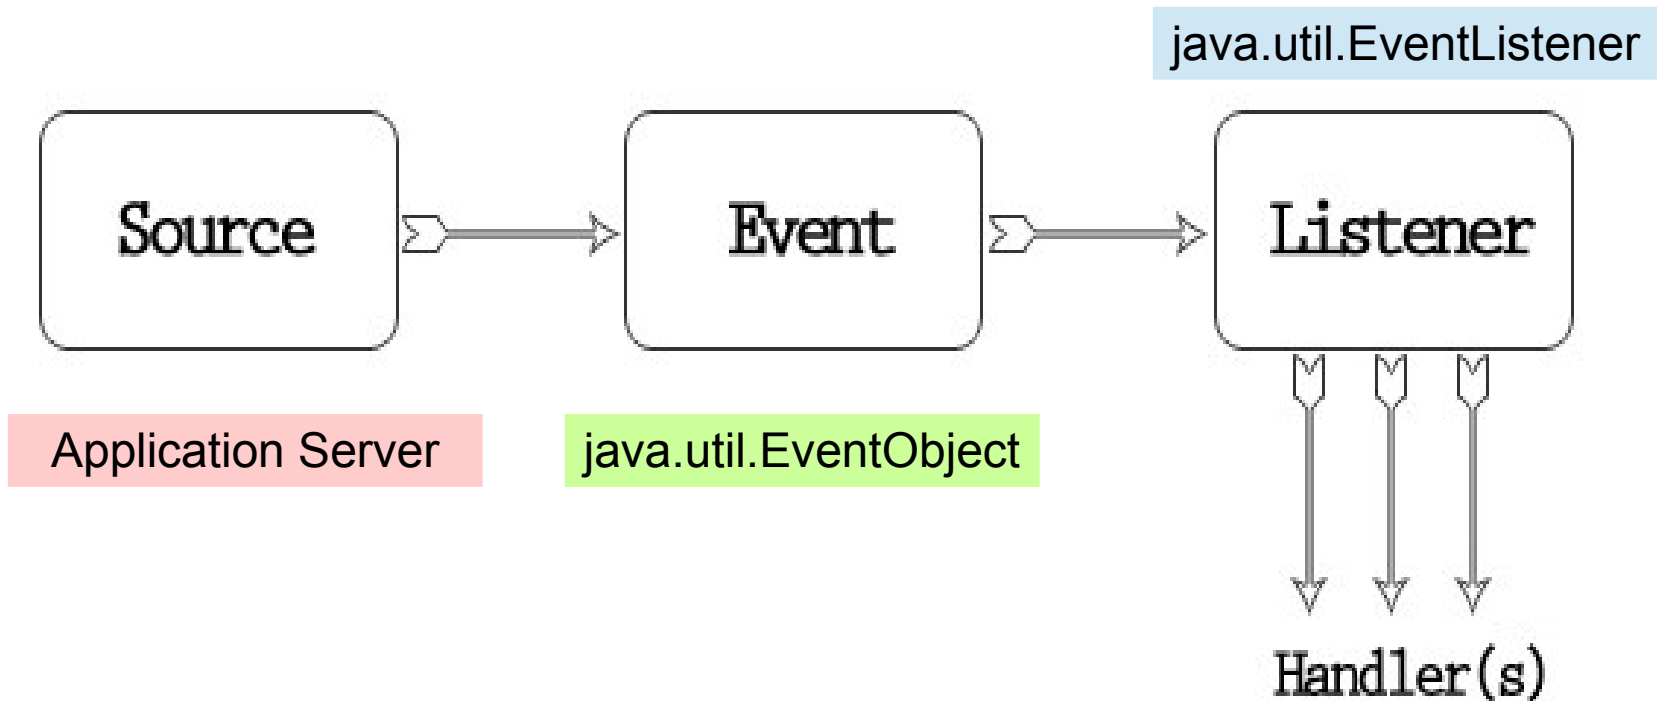 java.util.EventListener
Source
Event
Listener
Application Server
java.util.EventObject
Handler(s)